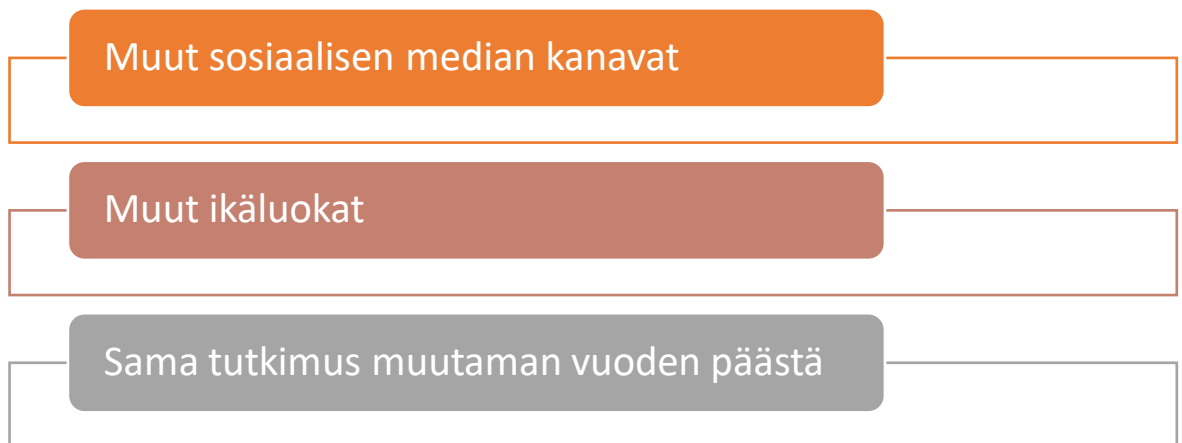 Muut sosiaalisen median kanavat
Muut ikäluokat
Sama tutkimus muutaman vuoden päästä